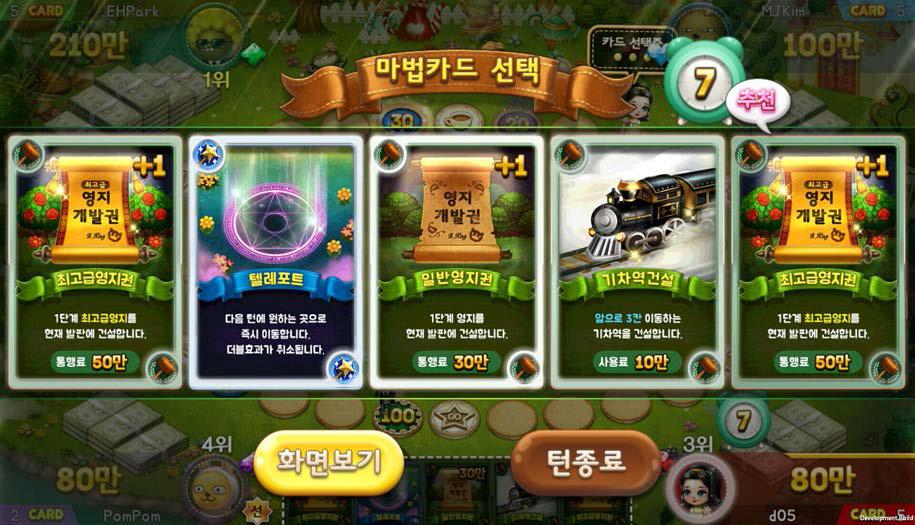 5 CARD
EHPark
MJKim
CARD 5
210만
1위
카드 선택중
100만
마법카드 선택
7
추천
30
+1
최고급
영지
개발권
최고급영지권
1단계 최고급영지를
현재 발판에 건설합니다.
통행료 50만
텔레포트
다음 턴에 원하는 곳으로
즉시 이동합니다.
더블효과가 취소됩니다.
+1
영지
개발권
일반영지권
1단계 영지를
현재 발판에 건설합니다.
통행료 30만
기차역건설
앞으로 3칸 이동하는
기차역을 건설합니다.
사용료 10만
+1
최고급
영지
개발권
최고급영지권
1단계 최고급영지를
현재 발판에 건설합니다.
통행료 50만
100
GO
7
4위
화면보기
턴종료
3위
80만
30만
80만
선
2 CARD
PomPom
d05
CARD 5
Development Build